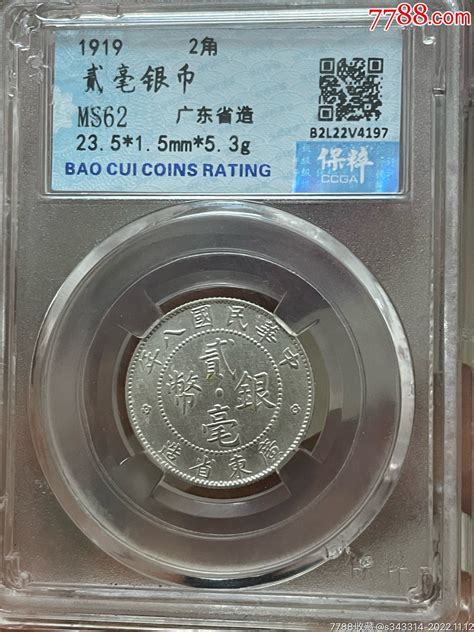 7788.com
1919 2角
贰毫银币
MS62 广东省造
23.5*1.5mm*5.3g
BAO CUI COINS RATING
B2L22V4197
保粹
CCGA
年八國民華中
貳
幣 銀
毫
造省東廣
7788收藏@s343314-2022.11.12